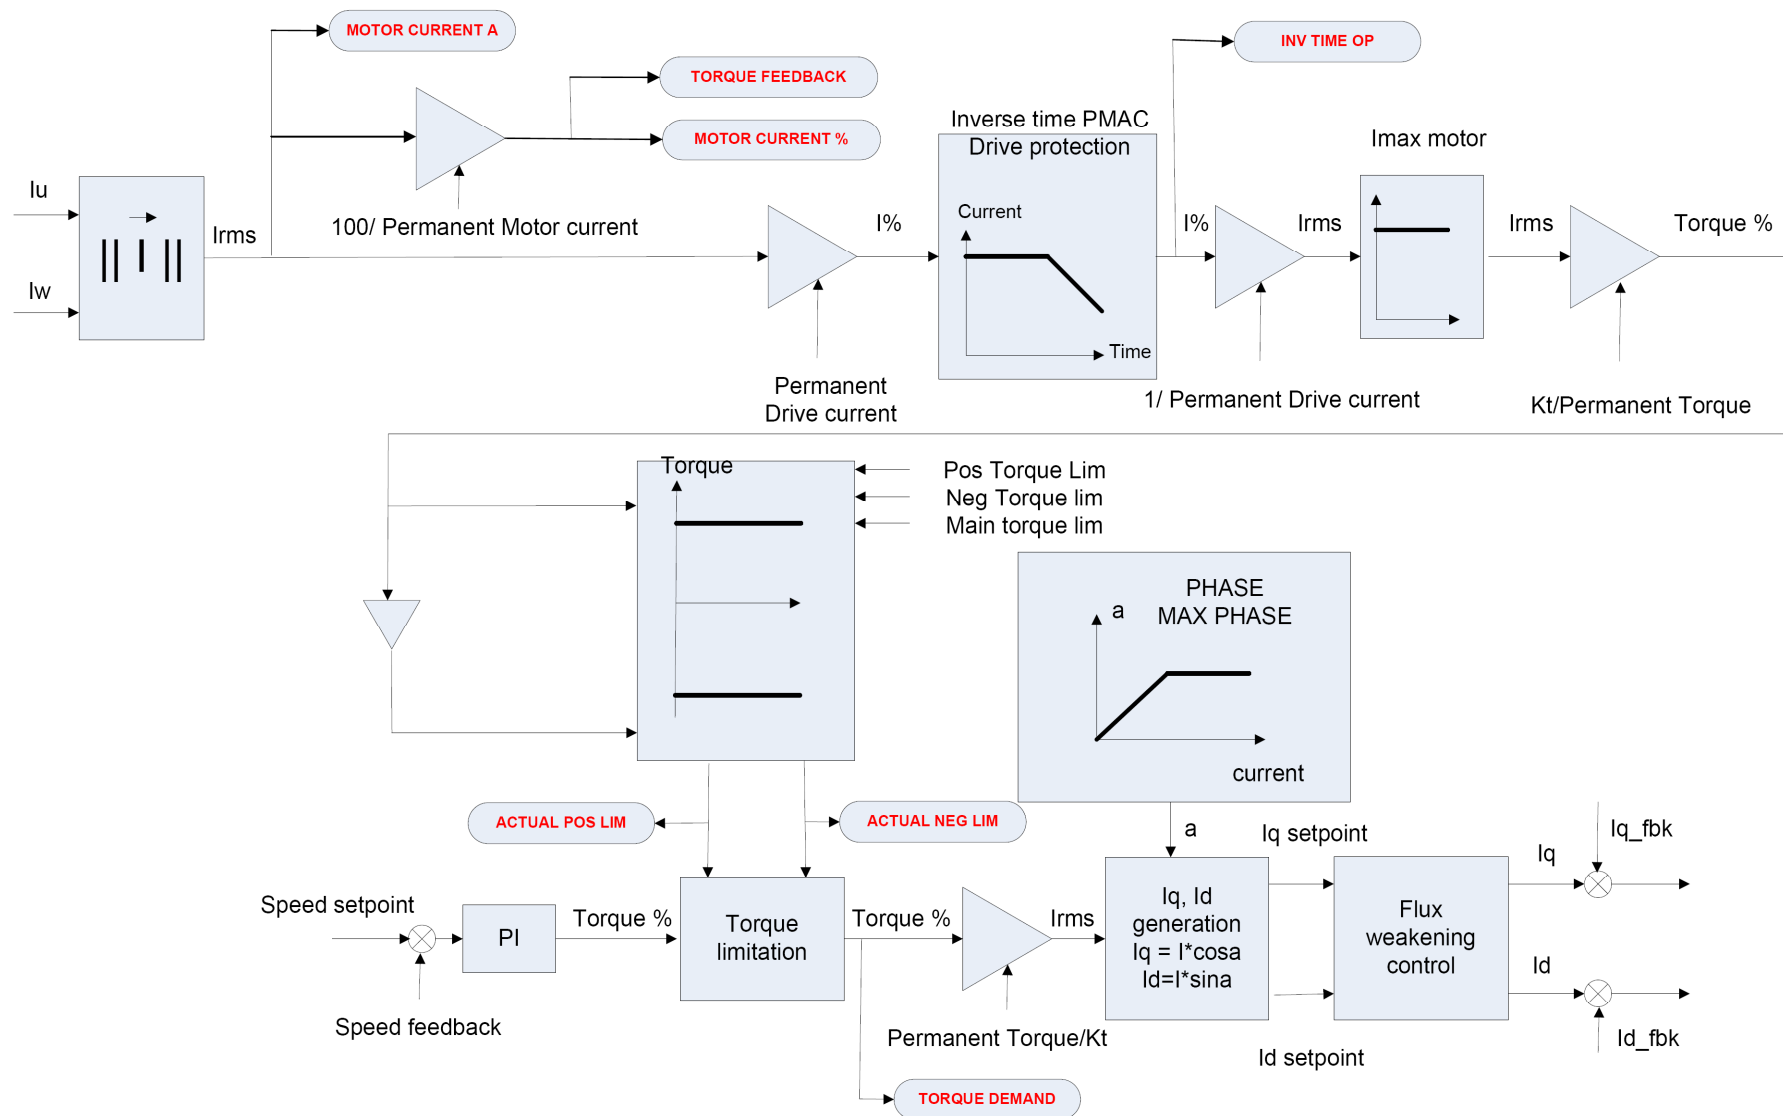 MOTOR CURRENT A
INV TIME OP
TORQUE FEEDBACK
MOTOR CURRENT %
Inverse time PMAC
Drive protection
Imax motor
Iu
Iw
|| I ||
Irms
100/ Permanent Motor current
I%
Current
Time
I%
Irms
Irms
Torque %
Permanent
Drive current
1/ Permanent Drive current
Kt/Permanent Torque
Torque
Pos Torque Lim
Neg Torque lim
Main torque lim
PHASE
MAX PHASE
a
current
ACTUAL POS LIM
ACTUAL NEG LIM
a
Iq setpoint
Iq
Iq_fbk
Speed setpoint
PI
Torque %
Torque
limitation
Torque %
Irms
Iq, Id
generation
Iq = I*cosa
Id=I*sina
Flux
weakening
control
Id
Speed feedback
Permanent Torque/Kt
Id setpoint
Id_fbk
TORQUE DEMAND